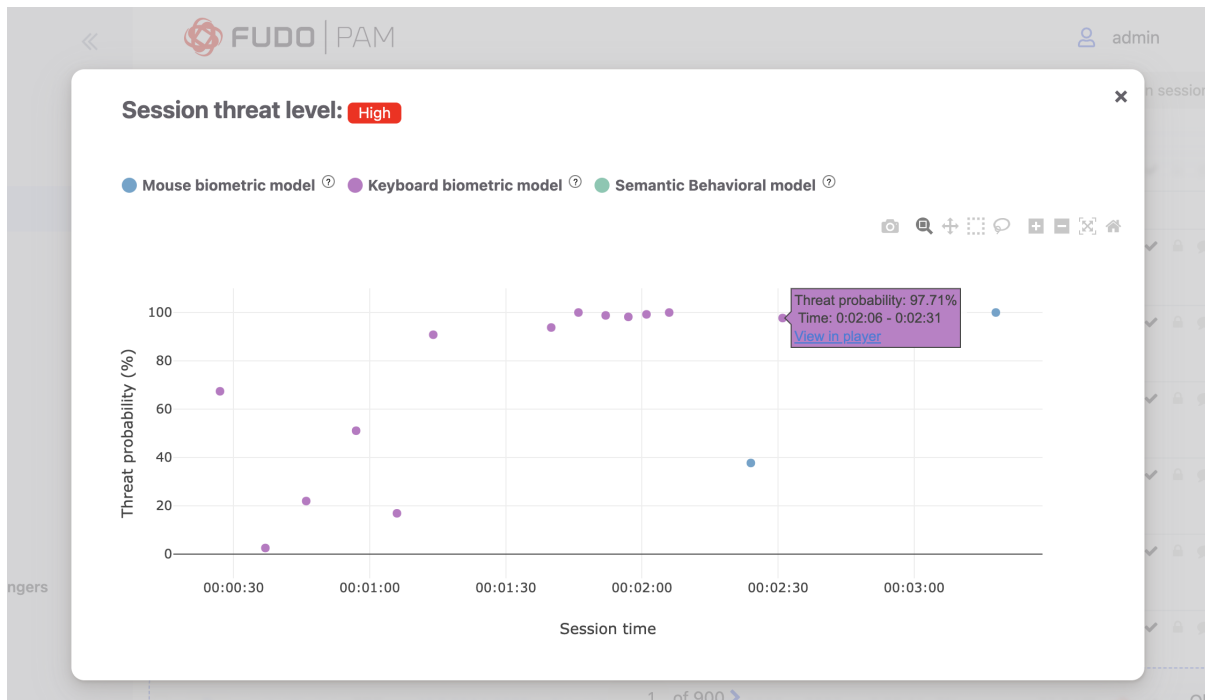 FUDO PAM
admin
n session
Session threat level: High
Mouse biometric model ? Keyboard biometric model ? Semantic Behavioral model ?
Threat probability: 97.71%
Time: 0:02:06 - 0:02:31
View in player
100
80
60
40
20
0
Threat probability (%)
00:00:30 00:01:00 00:01:30 00:02:00 00:02:30 00:03:00
Session time
ngers
1 of 900